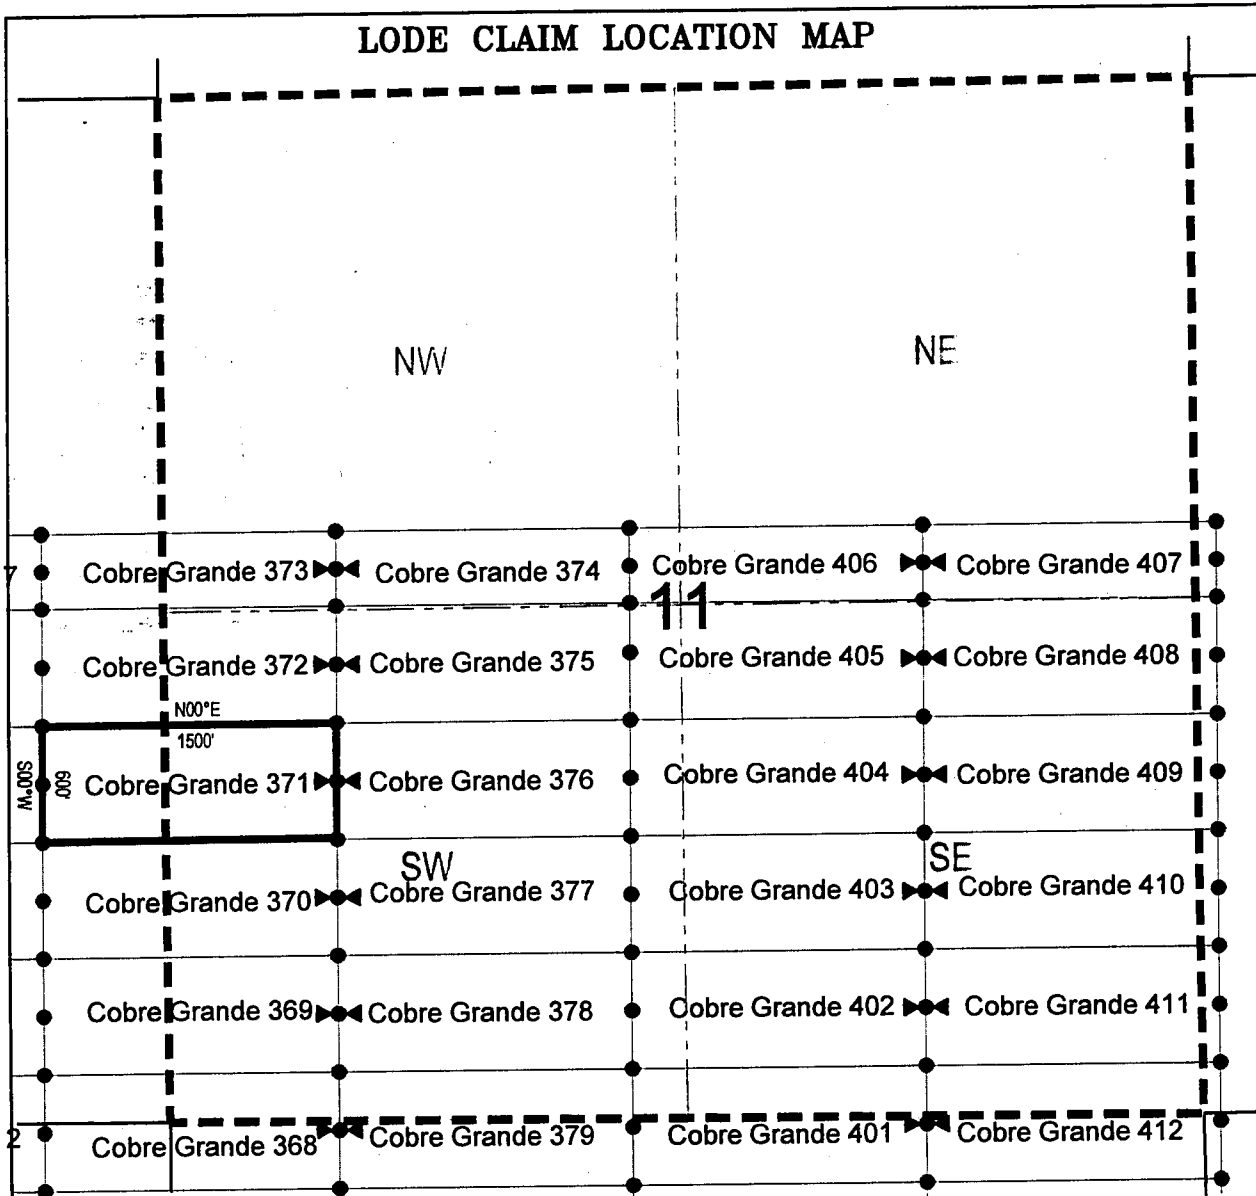 LODE CLAIM LOCATION MAP
NW
NE
7
Cobre Grande 373
Cobre Grande 374
Cobre Grande 406
Cobre Grande 407
11
Cobre Grande 372
Cobre Grande 375
Cobre Grande 405
Cobre Grande 408
N00°E
1500'
S00°W
600'
Cobre Grande 371
Cobre Grande 376
Cobre Grande 404
Cobre Grande 409
SW
SE
Cobre Grande 370
Cobre Grande 377
Cobre Grande 403
Cobre Grande 410
Cobre Grande 369
Cobre Grande 378
Cobre Grande 402
Cobre Grande 411
2
Cobre Grande 368
Cobre Grande 379
Cobre Grande 401
Cobre Grande 412